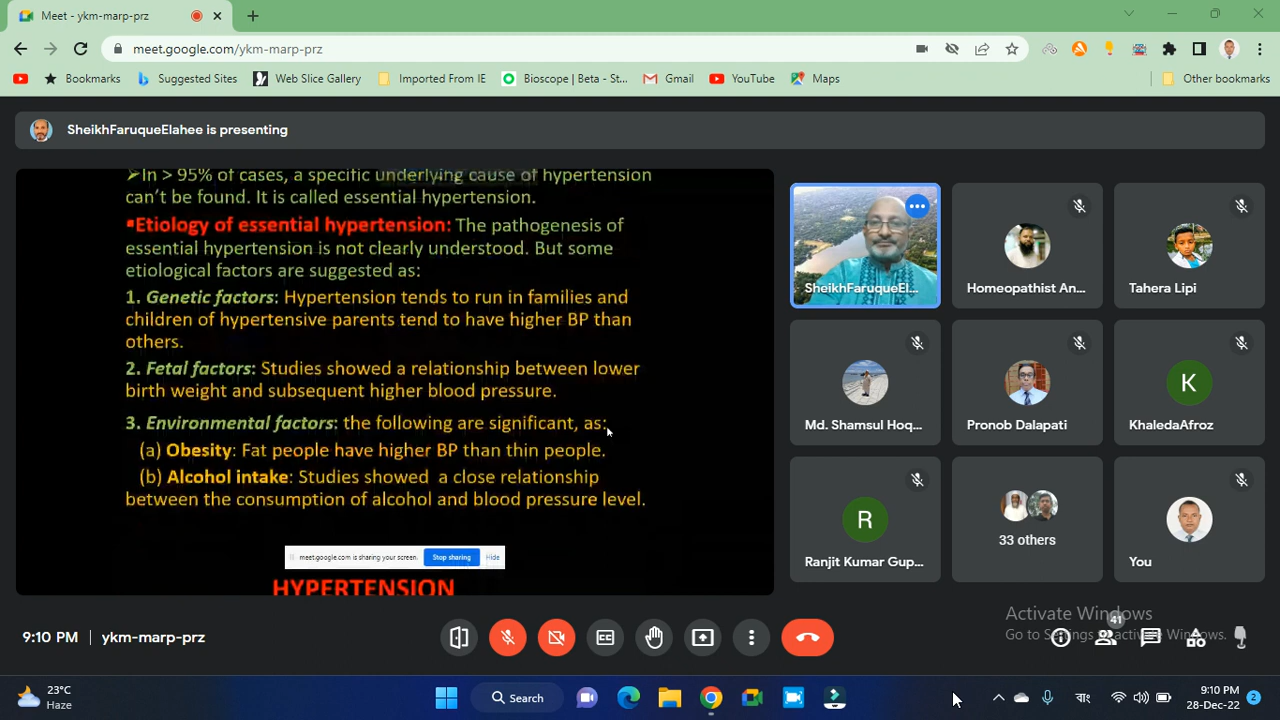 Meet - ykm-marp-prz
meet.google.com/ykm-marp-prz
Bookmarks
Suggested Sites
Web Slice Gallery
Imported From IE
Bioscope | Beta - St...
Gmail
YouTube
Maps
Other bookmarks
SheikhFaruqueElahee is presenting
➢In > 95% of cases, a specific underlying cause of hypertension
can't be found. It is called essential hypertension.
▪Etiology of essential hypertension: The pathogenesis of
essential hypertension is not clearly understood. But some
etiological factors are suggested as:
1. Genetic factors: Hypertension tends to run in families and
children of hypertensive parents tend to have higher BP than
others.
2. Fetal factors: Studies showed a relationship between lower
birth weight and subsequent higher blood pressure.
3. Environmental factors: the following are significant, as:
(a) Obesity: Fat people have higher BP than thin people.
(b) Alcohol intake: Studies showed a close relationship
between the consumption of alcohol and blood pressure level.
meet.google.com is sharing your screen.
Stop sharing
Hide
HYPERTENSION
SheikhFaruqueEl...
Homeopathist An...
Tahera Lipi
Md. Shamsul Hoq...
Pronob Dalapati
K
KhaledaAfroz
R
Ranjit Kumar Gup...
33 others
You
Activate Windows
Go to Settings to activate Windows.
9:10 PM | ykm-marp-prz
41
23°C
Haze
Search
বাং
9:10 PM
28-Dec-22
2